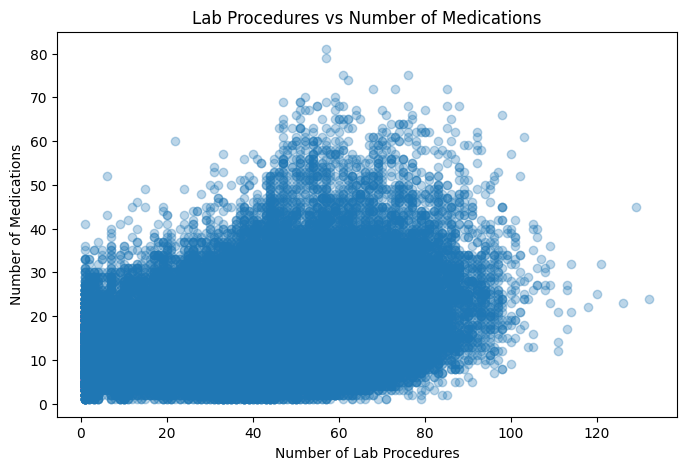 Lab Procedures vs Number of Medications
Number of Medications
80
70
60
50
40
30
20
10
0
0 20 40 60 80 100 120
Number of Lab Procedures